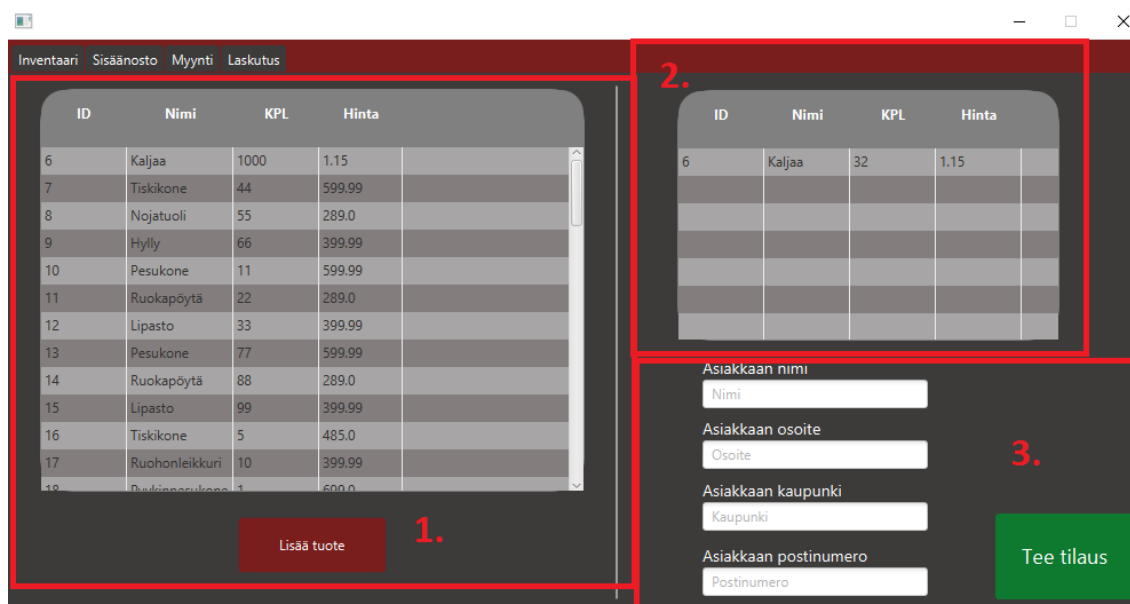 Inventaari Sisäänosto Myynti Laskutus
ID Nimi KPL Hinta
6 Kaljaa 1000 1.15
7 Tiskikone 44 599.99
8 Nojatuoli 55 289.0
9 Hylly 66 399.99
10 Pesukone 11 599.99
11 Ruokapöytä 22 289.0
12 Lipasto 33 399.99
13 Pesukone 77 599.99
14 Ruokapöytä 88 289.0
15 Lipasto 99 399.99
16 Tiskikone 5 485.0
17 Ruohonleikkuri 10 399.99
18 1
Lisää tuote
1.
2.
ID Nimi KPL Hinta
6 Kaljaa 32 1.15
Asiakkaan nimi
Nimi
Asiakkaan osoite
Osoite
3.
Asiakkaan kaupunki
Kaupunki
Asiakkaan postinumero
Postinumero
Tee tilaus